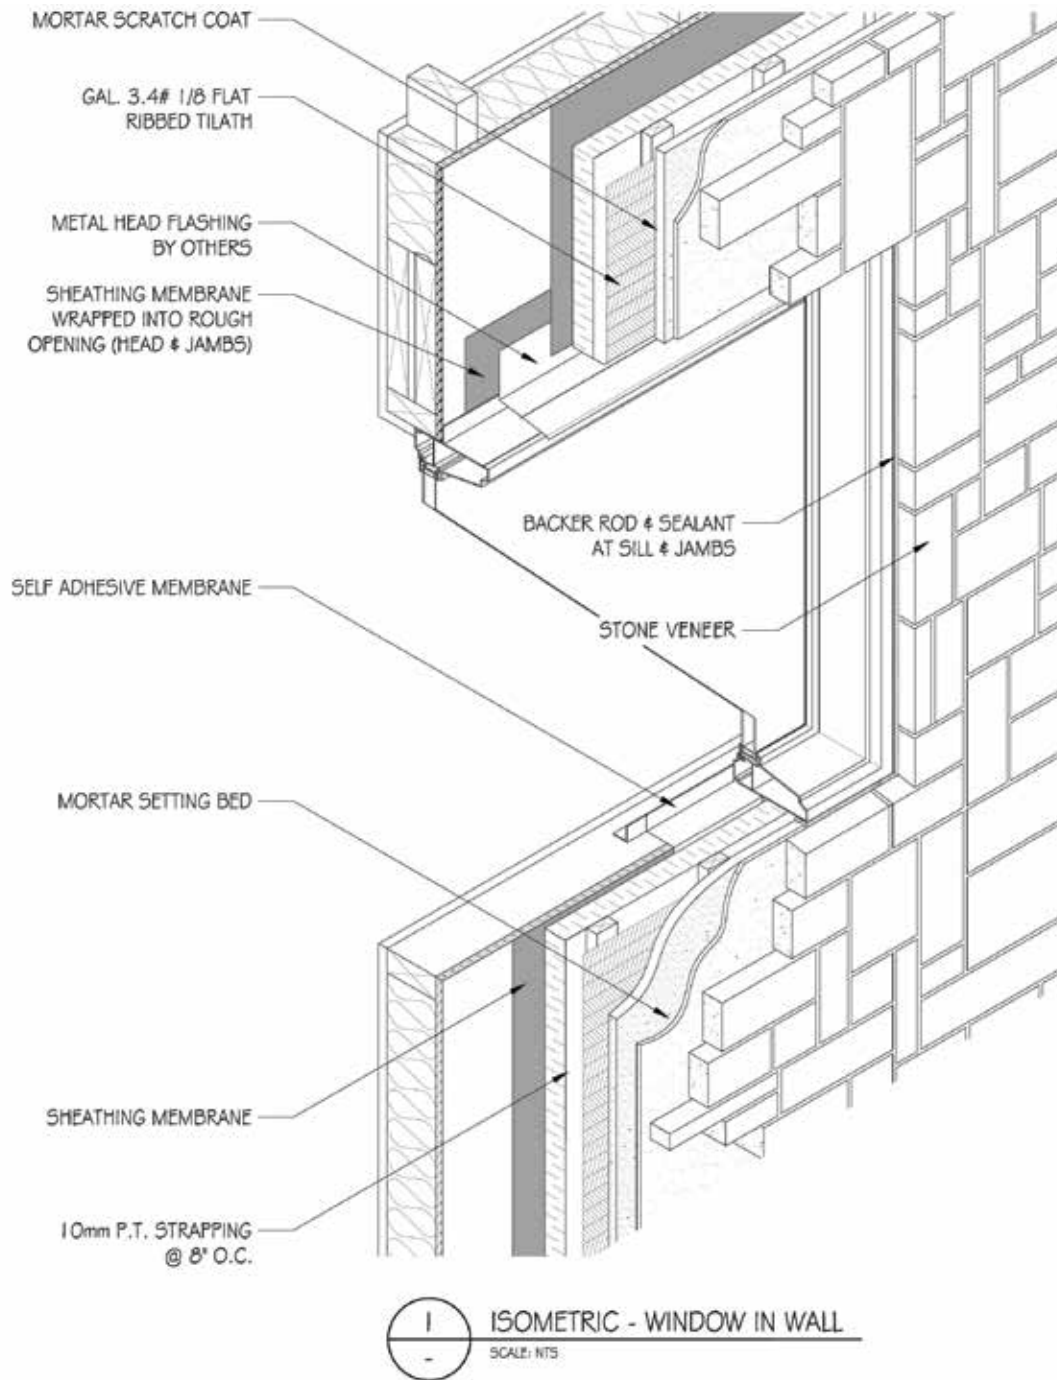 MORTAR SCRATCH COAT
GAL. 3.4# 1/8 FLAT
RIBBED TILATH
METAL HEAD FLASHING
BY OTHERS
SHEATHING MEMBRANE
WRAPPED INTO ROUGH
OPENING (HEAD & JAMBS)
BACKER ROD & SEALANT
AT SILL & JAMBS
SELF ADHESIVE MEMBRANE
STONE VENEER
MORTAR SETTING BED
SHEATHING MEMBRANE
10mm P.T. STRAPPING
@ 8" O.C.
1
-
ISOMETRIC - WINDOW IN WALL
SCALE: NTS